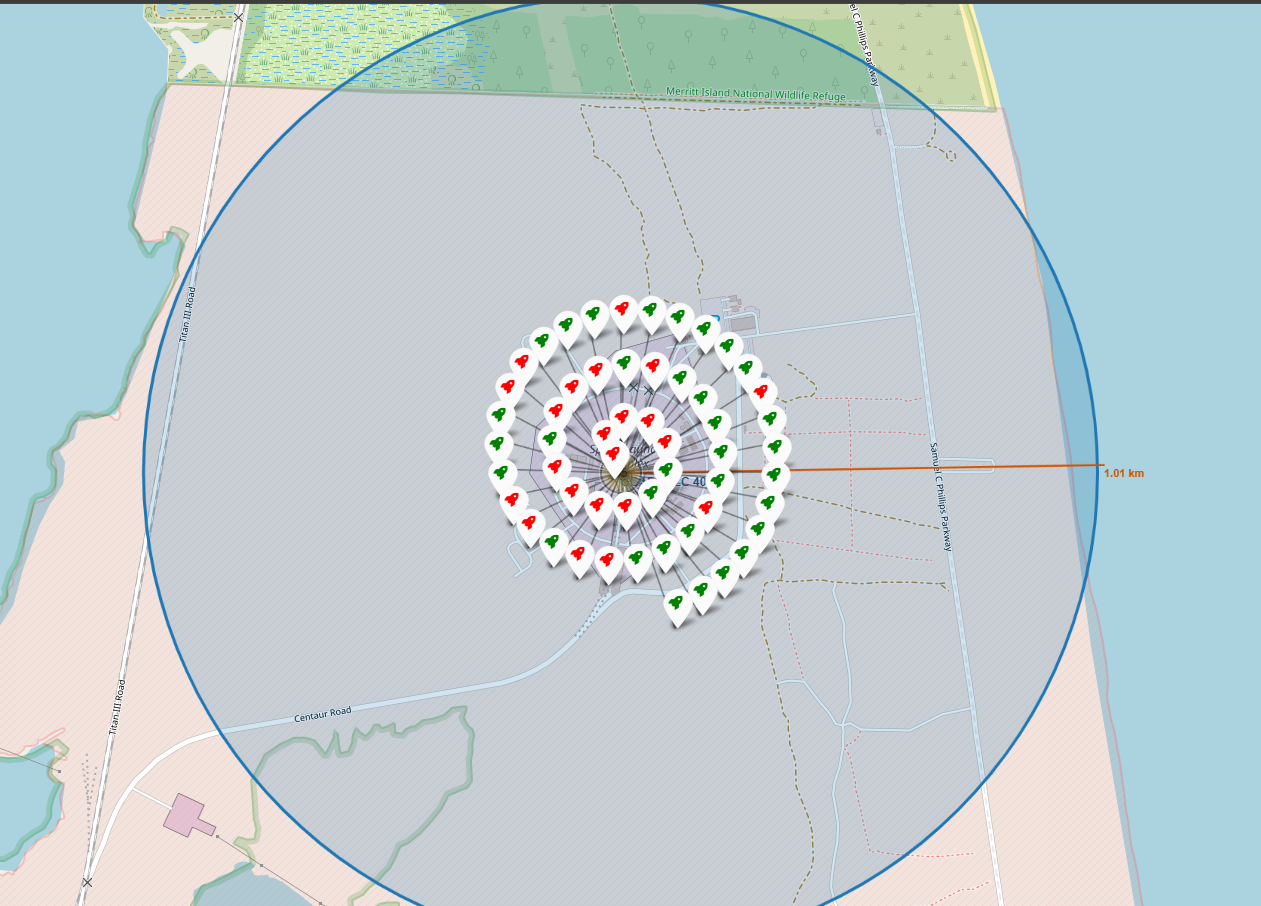 el C Phillips Parkway
Merritt Island National Wildlife Refuge
Titan III Road
1.01 km
Samuel C Phillips Parkway
Titan III Road
Centaur Road